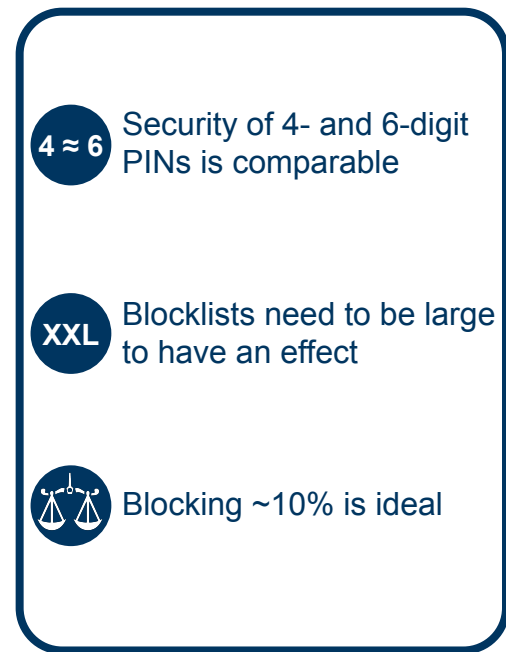 4 ≈ 6
Security of 4- and 6-digit
PINs is comparable
XXL
Blocklists need to be large
to have an effect
Blocking ~10% is ideal